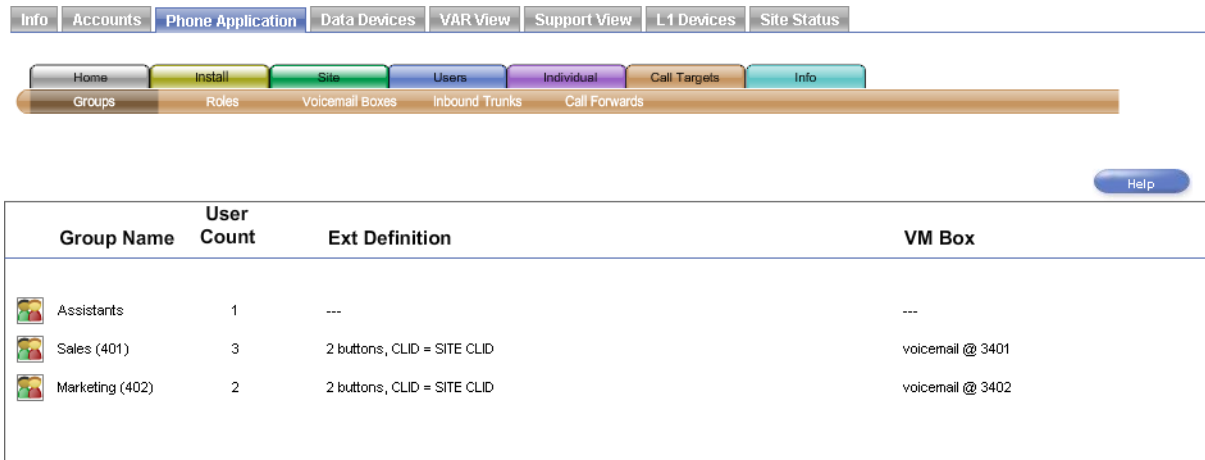 Info Accounts Phone Application Data Devices VAR View Support View L1 Devices Site Status
Home Install Site Users Individual Call Targets Info
Groups Roles Voicemail Boxes Inbound Trunks Call Forwards
Help
Group Name User Count Ext Definition VM Box
Assistants 1 --- ---
Sales (401) 3 2 buttons, CLID = SITE CLID voicemail @ 3401
Marketing (402) 2 2 buttons, CLID = SITE CLID voicemail @ 3402